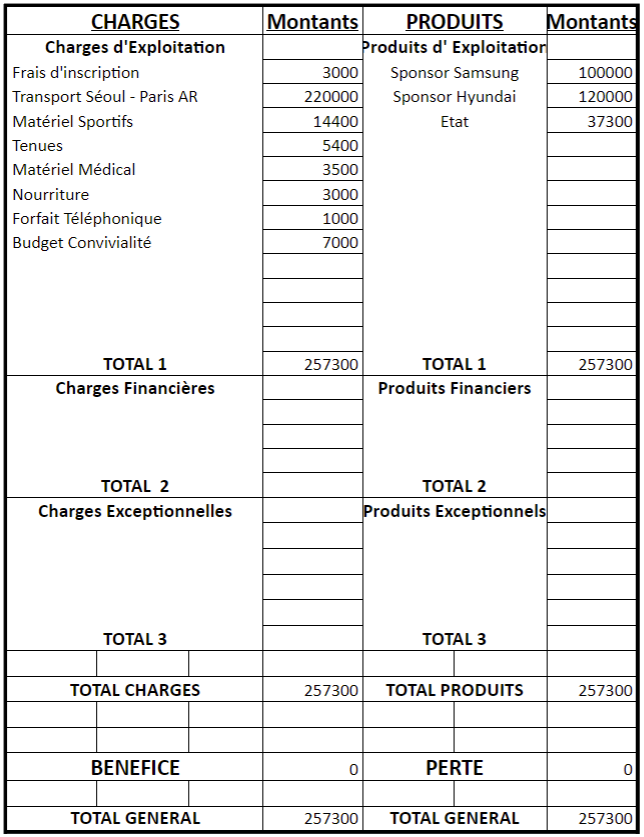 CHARGES Montants PRODUITS Montants
Charges d'Exploitation Produits d' Exploitation
Frais d'inscription 3000 Sponsor Samsung 100000
Transport Séoul - Paris AR 220000 Sponsor Hyundai 120000
Matériel Sportifs 14400 Etat 37300
Tenues 5400
Matériel Médical 3500
Nourriture 3000
Forfait Téléphonique 1000
Budget Convivialité 7000
TOTAL 1 257300 TOTAL 1 257300
Charges Financières Produits Financiers
TOTAL 2 TOTAL 2
Charges Exceptionnelles Produits Exceptionnels
TOTAL 3 TOTAL 3
TOTAL CHARGES 257300 TOTAL PRODUITS 257300
BENEFICE 0 PERTE 0
TOTAL GENERAL 257300 TOTAL GENERAL 257300